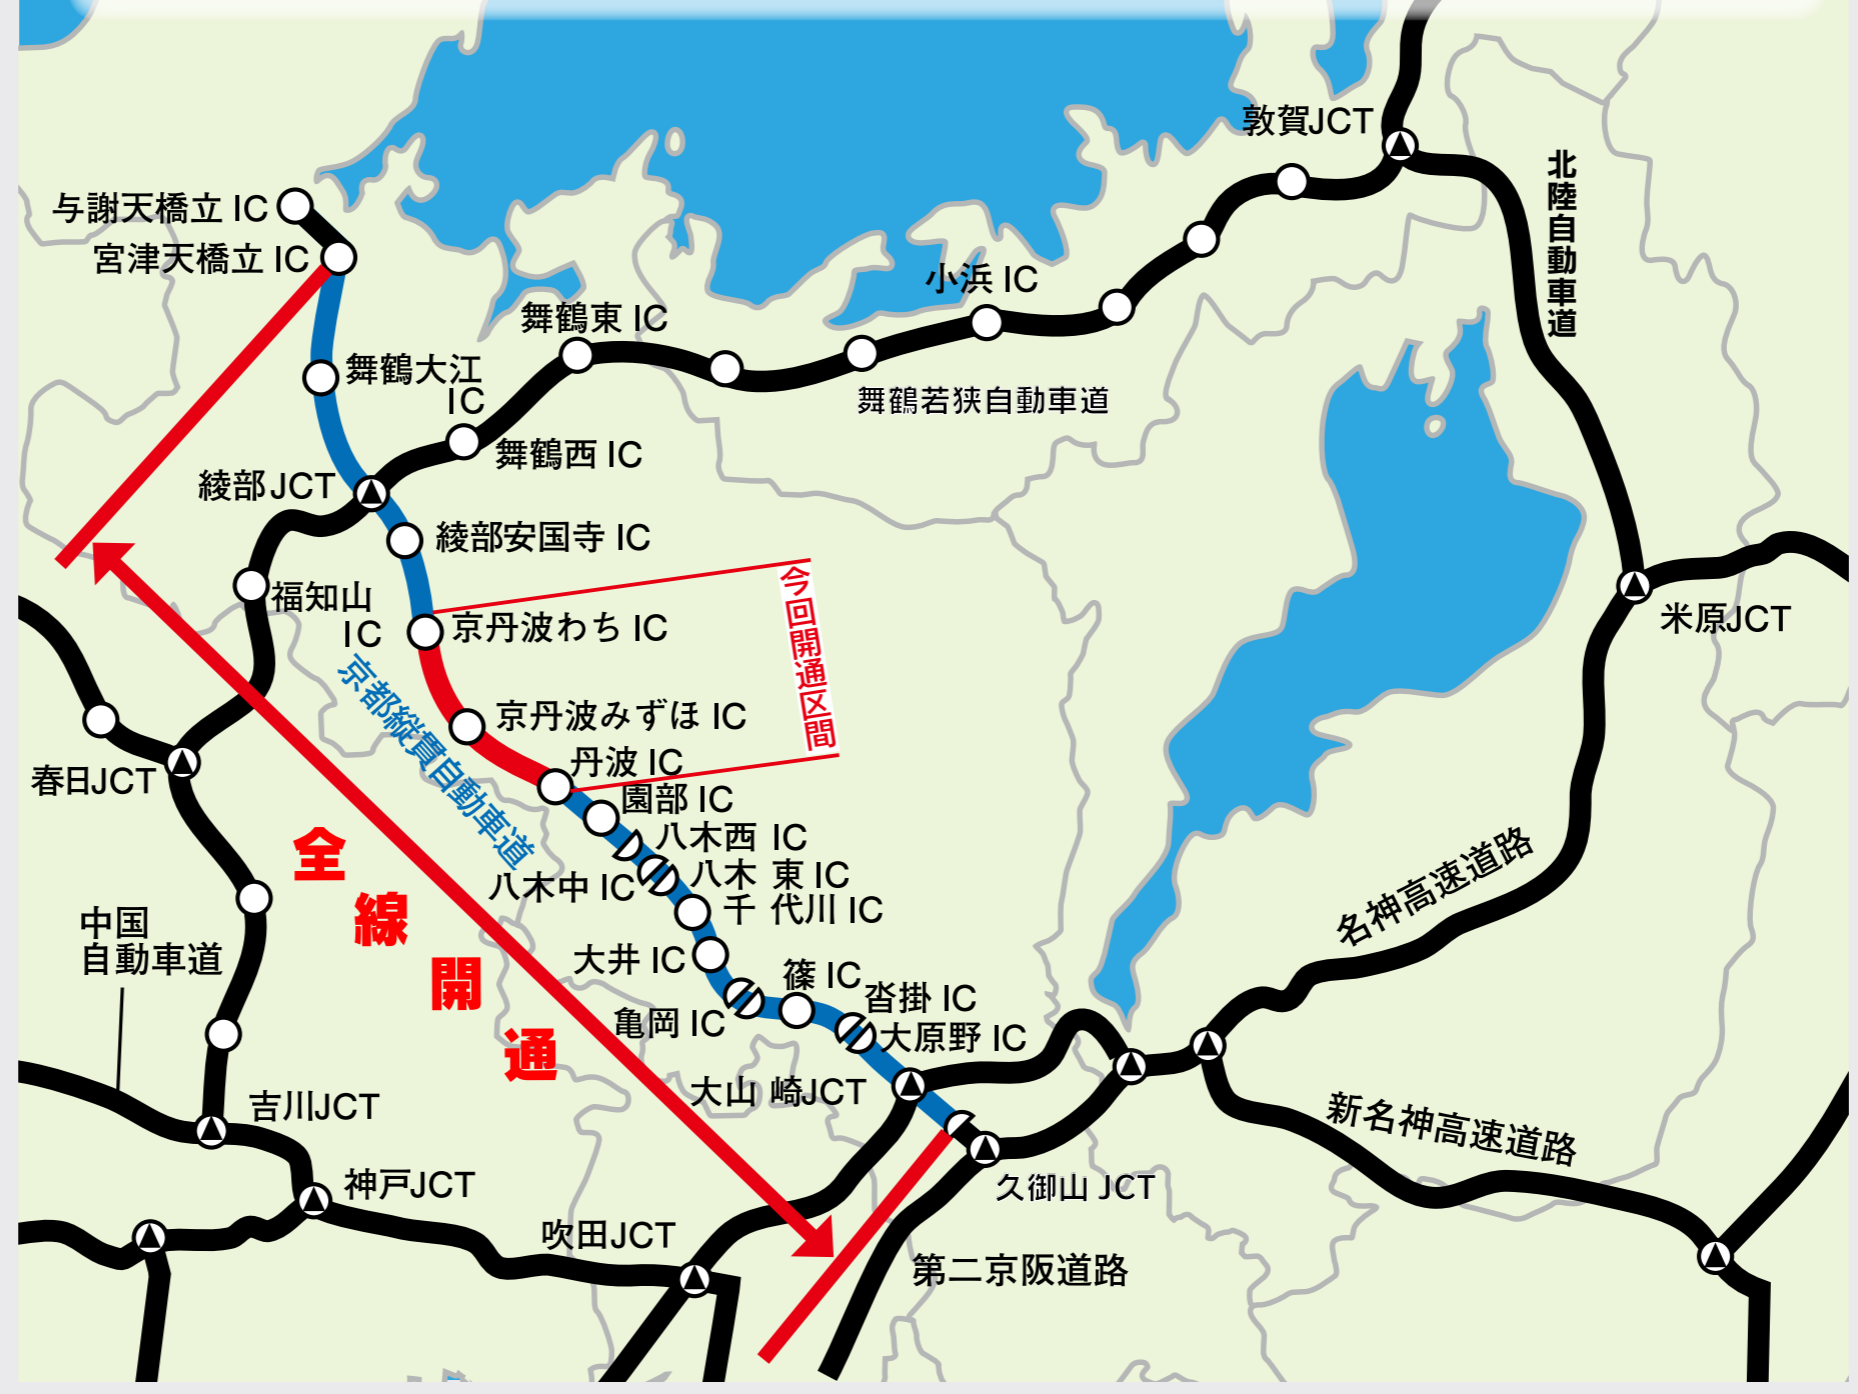 敦賀JCT
北陸自動車道
与謝天橋立 IC
宮津天橋立 IC
小浜 IC
舞鶴東 IC
舞鶴大江
IC
舞鶴若狭自動車道
舞鶴西 IC
綾部 JCT
綾部安国寺 IC
福知山
IC
京丹波わち IC
今回開通区間
米原JCT
京都縦貫自動車道
京丹波みずほ IC
丹波 IC
春日JCT
園部 IC
八木西 IC
八木中 IC
八木 東 IC
千 代川 IC
全線開通
名神高速道路
中国
自動車道
大井 IC
篠 IC
亀岡 IC
沓掛 IC
大原野 IC
大山 崎JCT
吉川JCT
新名神高速道路
神戸JCT
久御山 JCT
吹田JCT
第二京阪道路